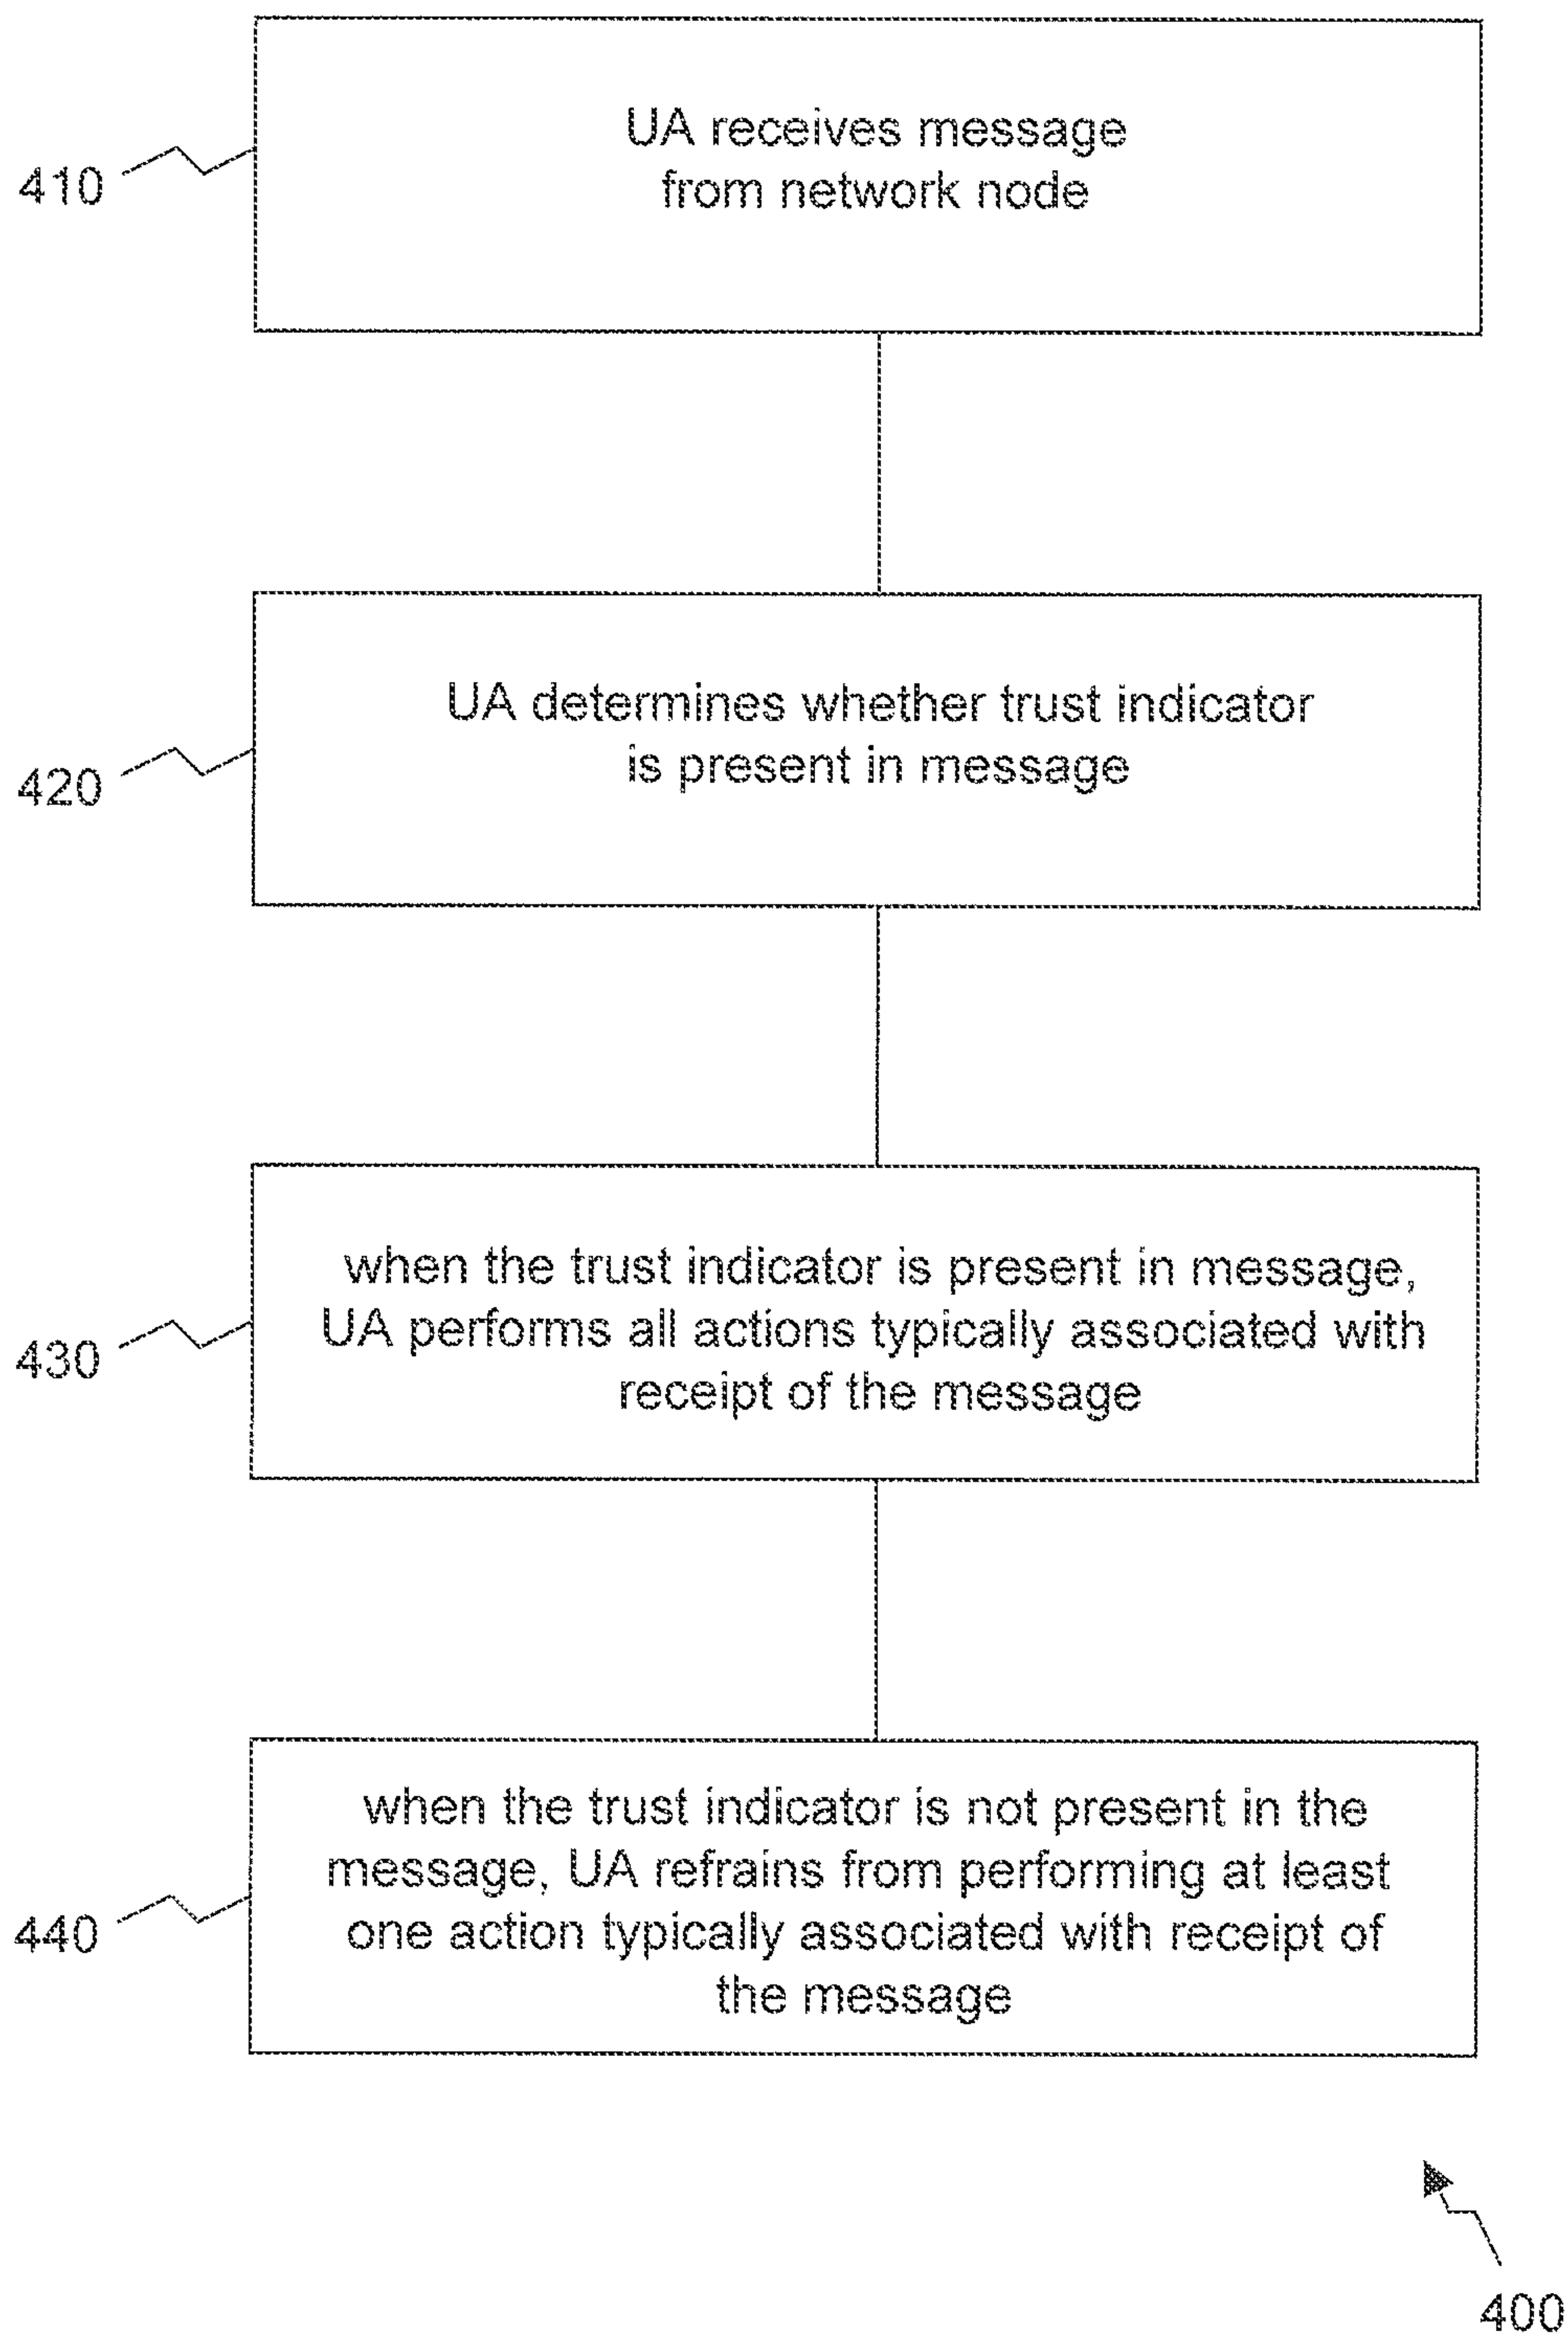 UA receives message
from network node
410
UA determines whether trust indicator
is present in message
420
when the trust indicator is present in message,
UA performs all actions typically associated with
receipt of the message
430
when the trust indicator is not present in the
message, UA refrains from performing at least
one action typically associated with receipt of
the message
440
400